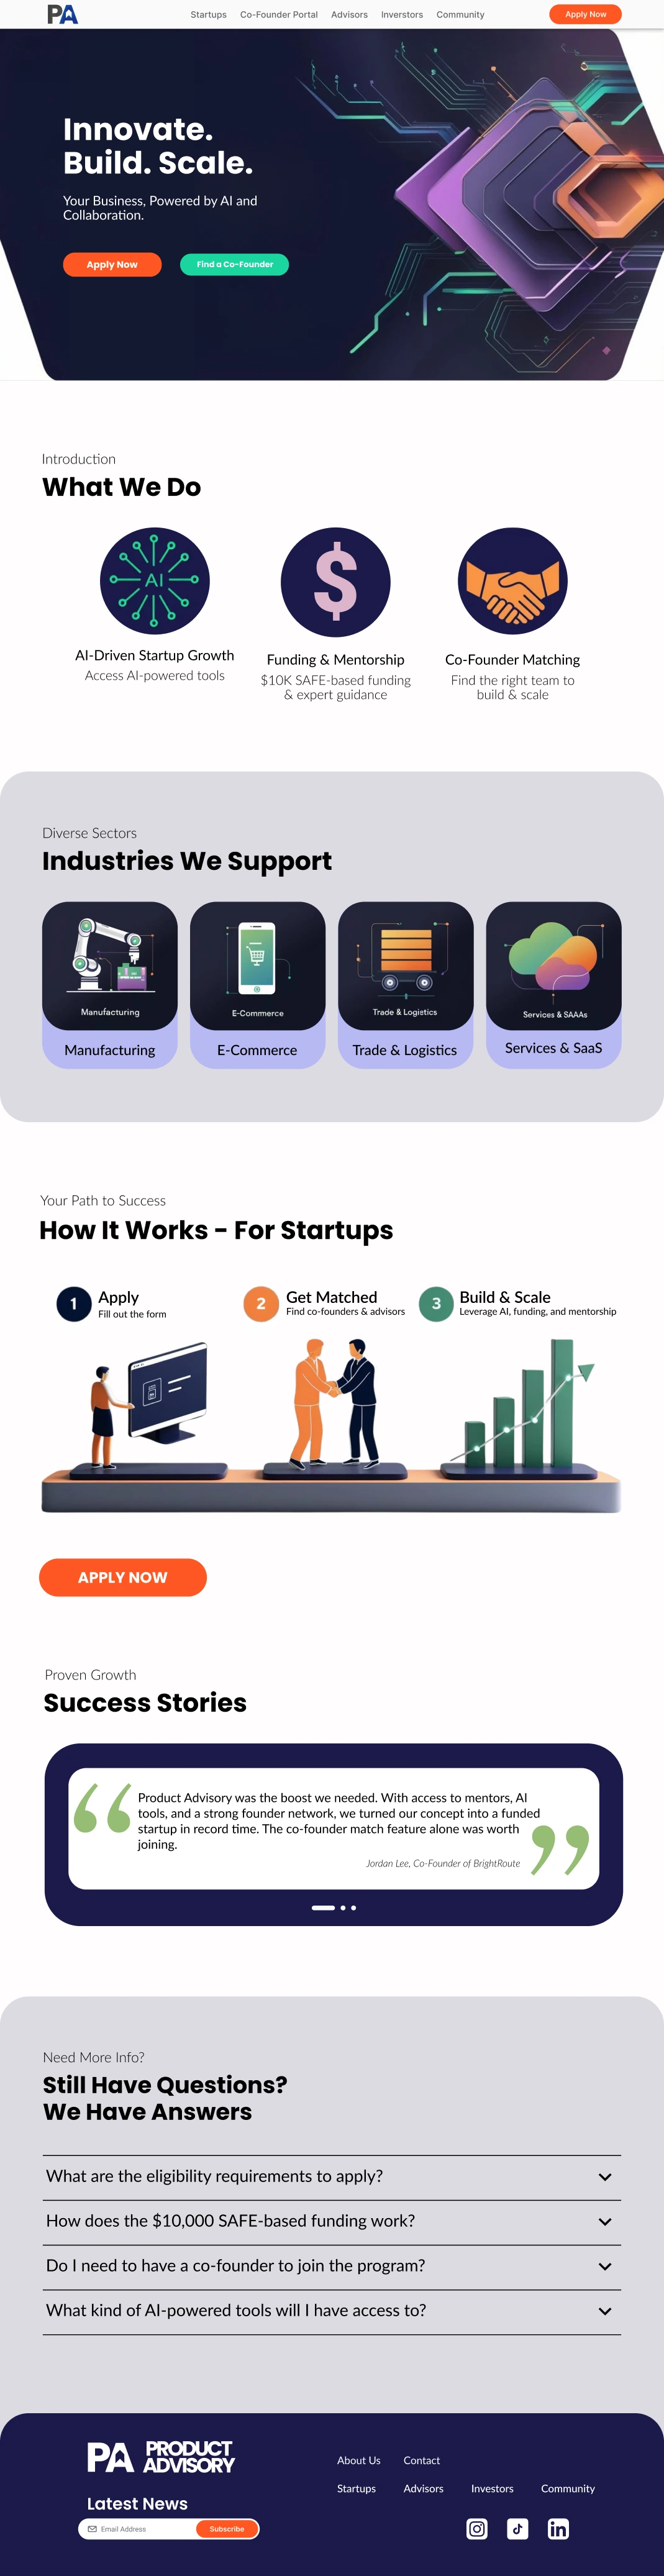 PA
Startups Co-Founder Portal Advisors Inverstors Community
Apply Now
Innovate.
Build. Scale.
Your Business, Powered by AI and
Collaboration.
Apply Now
Find a Co-Founder
Introduction
What We Do
AI
$
AI-Driven Startup Growth
Access AI-powered tools
Funding & Mentorship
$10K SAFE-based funding
& expert guidance
Co-Founder Matching
Find the right team to
build & scale
Diverse Sectors
Industries We Support
Manufacturing
Manufacturing
E-Commerce
E-Commerce
Trade & Logistics
Trade & Logistics
Services & SAAAs
Services & SaaS
Your Path to Success
How It Works – For Startups
1
Apply
Fill out the form
2
Get Matched
Find co-founders & advisors
3
Build & Scale
Leverage AI, funding, and mentorship
APPLY NOW
Proven Growth
Success Stories
“
Product Advisory was the boost we needed. With access to mentors, AI
tools, and a strong founder network, we turned our concept into a funded
startup in record time. The co-founder match feature alone was worth
joining.
”
Jordan Lee, Co-Founder of BrightRoute
Need More Info?
Still Have Questions?
We Have Answers
What are the eligibility requirements to apply?
How does the $10,000 SAFE-based funding work?
Do I need to have a co-founder to join the program?
What kind of AI-powered tools will I have access to?
PA PRODUCT
ADVISORY
Latest News
Email Address
Subscribe
About Us Contact
Startups Advisors Investors Community
in